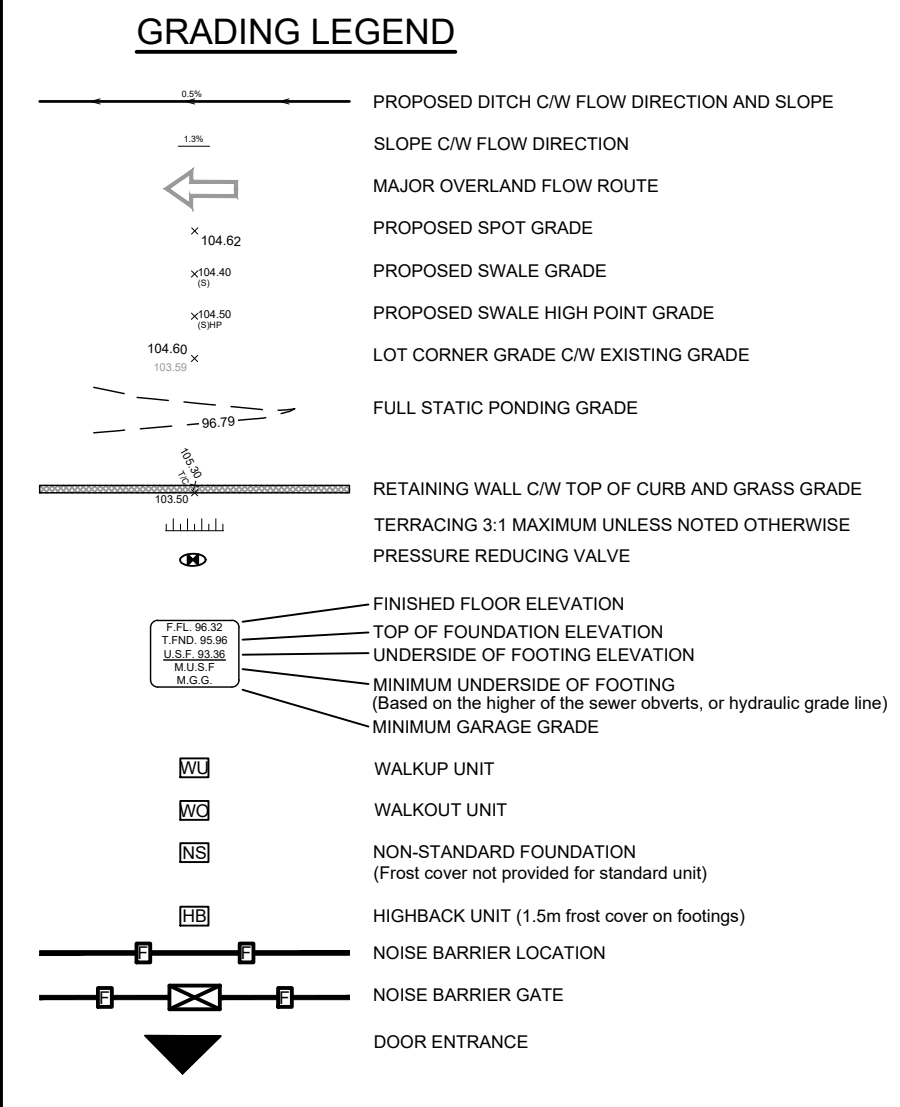 GRADING LEGEND
0.5%
PROPOSED DITCH C/W FLOW DIRECTION AND SLOPE
1.3%
SLOPE C/W FLOW DIRECTION
MAJOR OVERLAND FLOW ROUTE
104.62
PROPOSED SPOT GRADE
104.40
(S)
PROPOSED SWALE GRADE
104.50
(S)HP
PROPOSED SWALE HIGH POINT GRADE
104.60
103.59
LOT CORNER GRADE C/W EXISTING GRADE
96.79
FULL STATIC PONDING GRADE
105.30
T/C
103.50
RETAINING WALL C/W TOP OF CURB AND GRASS GRADE
TERRACING 3:1 MAXIMUM UNLESS NOTED OTHERWISE
PRESSURE REDUCING VALVE
F.FL. 96.32
T.FND. 95.96
U.S.F. 93.36
M.U.S.F
M.G.G.
FINISHED FLOOR ELEVATION
TOP OF FOUNDATION ELEVATION
UNDERSIDE OF FOOTING ELEVATION
MINIMUM UNDERSIDE OF FOOTING
(Based on the higher of the sewer obverts, or hydraulic grade line)
MINIMUM GARAGE GRADE
WU
WALKUP UNIT
WO
WALKOUT UNIT
NS
NON-STANDARD FOUNDATION
(Frost cover not provided for standard unit)
HB
HIGHBACK UNIT (1.5m frost cover on footings)
F F
NOISE BARRIER LOCATION
F F
NOISE BARRIER GATE
DOOR ENTRANCE